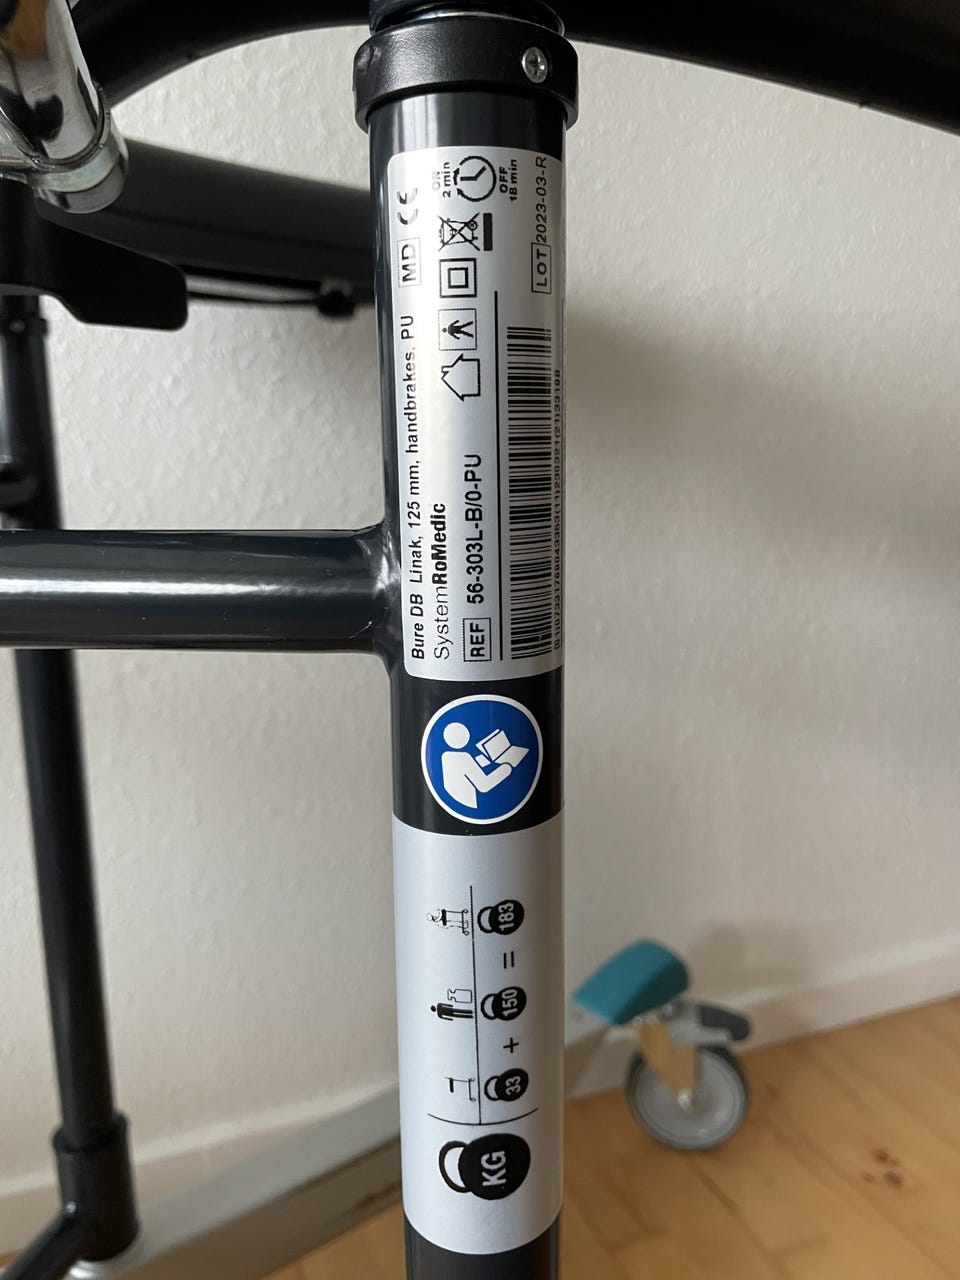 Bure DB Linak, 125 mm, handbrakes, PU
MD CE
SystemRoMedic
REF 56-303L-B/0-PU
ON
2 min
OFF
18 min
LOT 2023-03-R
KG
( 33 + 150 = 183